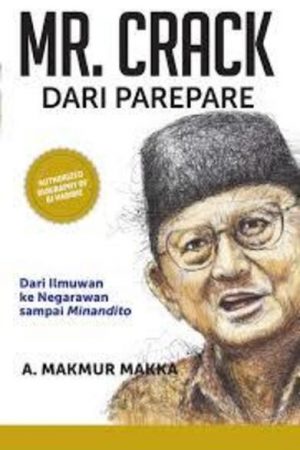 MR. CRACK
DARI PAREPARE
AUTHORIZED
BIOGRAPHY OF
BJ HABIBIE
Dari Ilmuwan
ke Negarawan
sampai Minandito
A. MAKMUR MAKKA